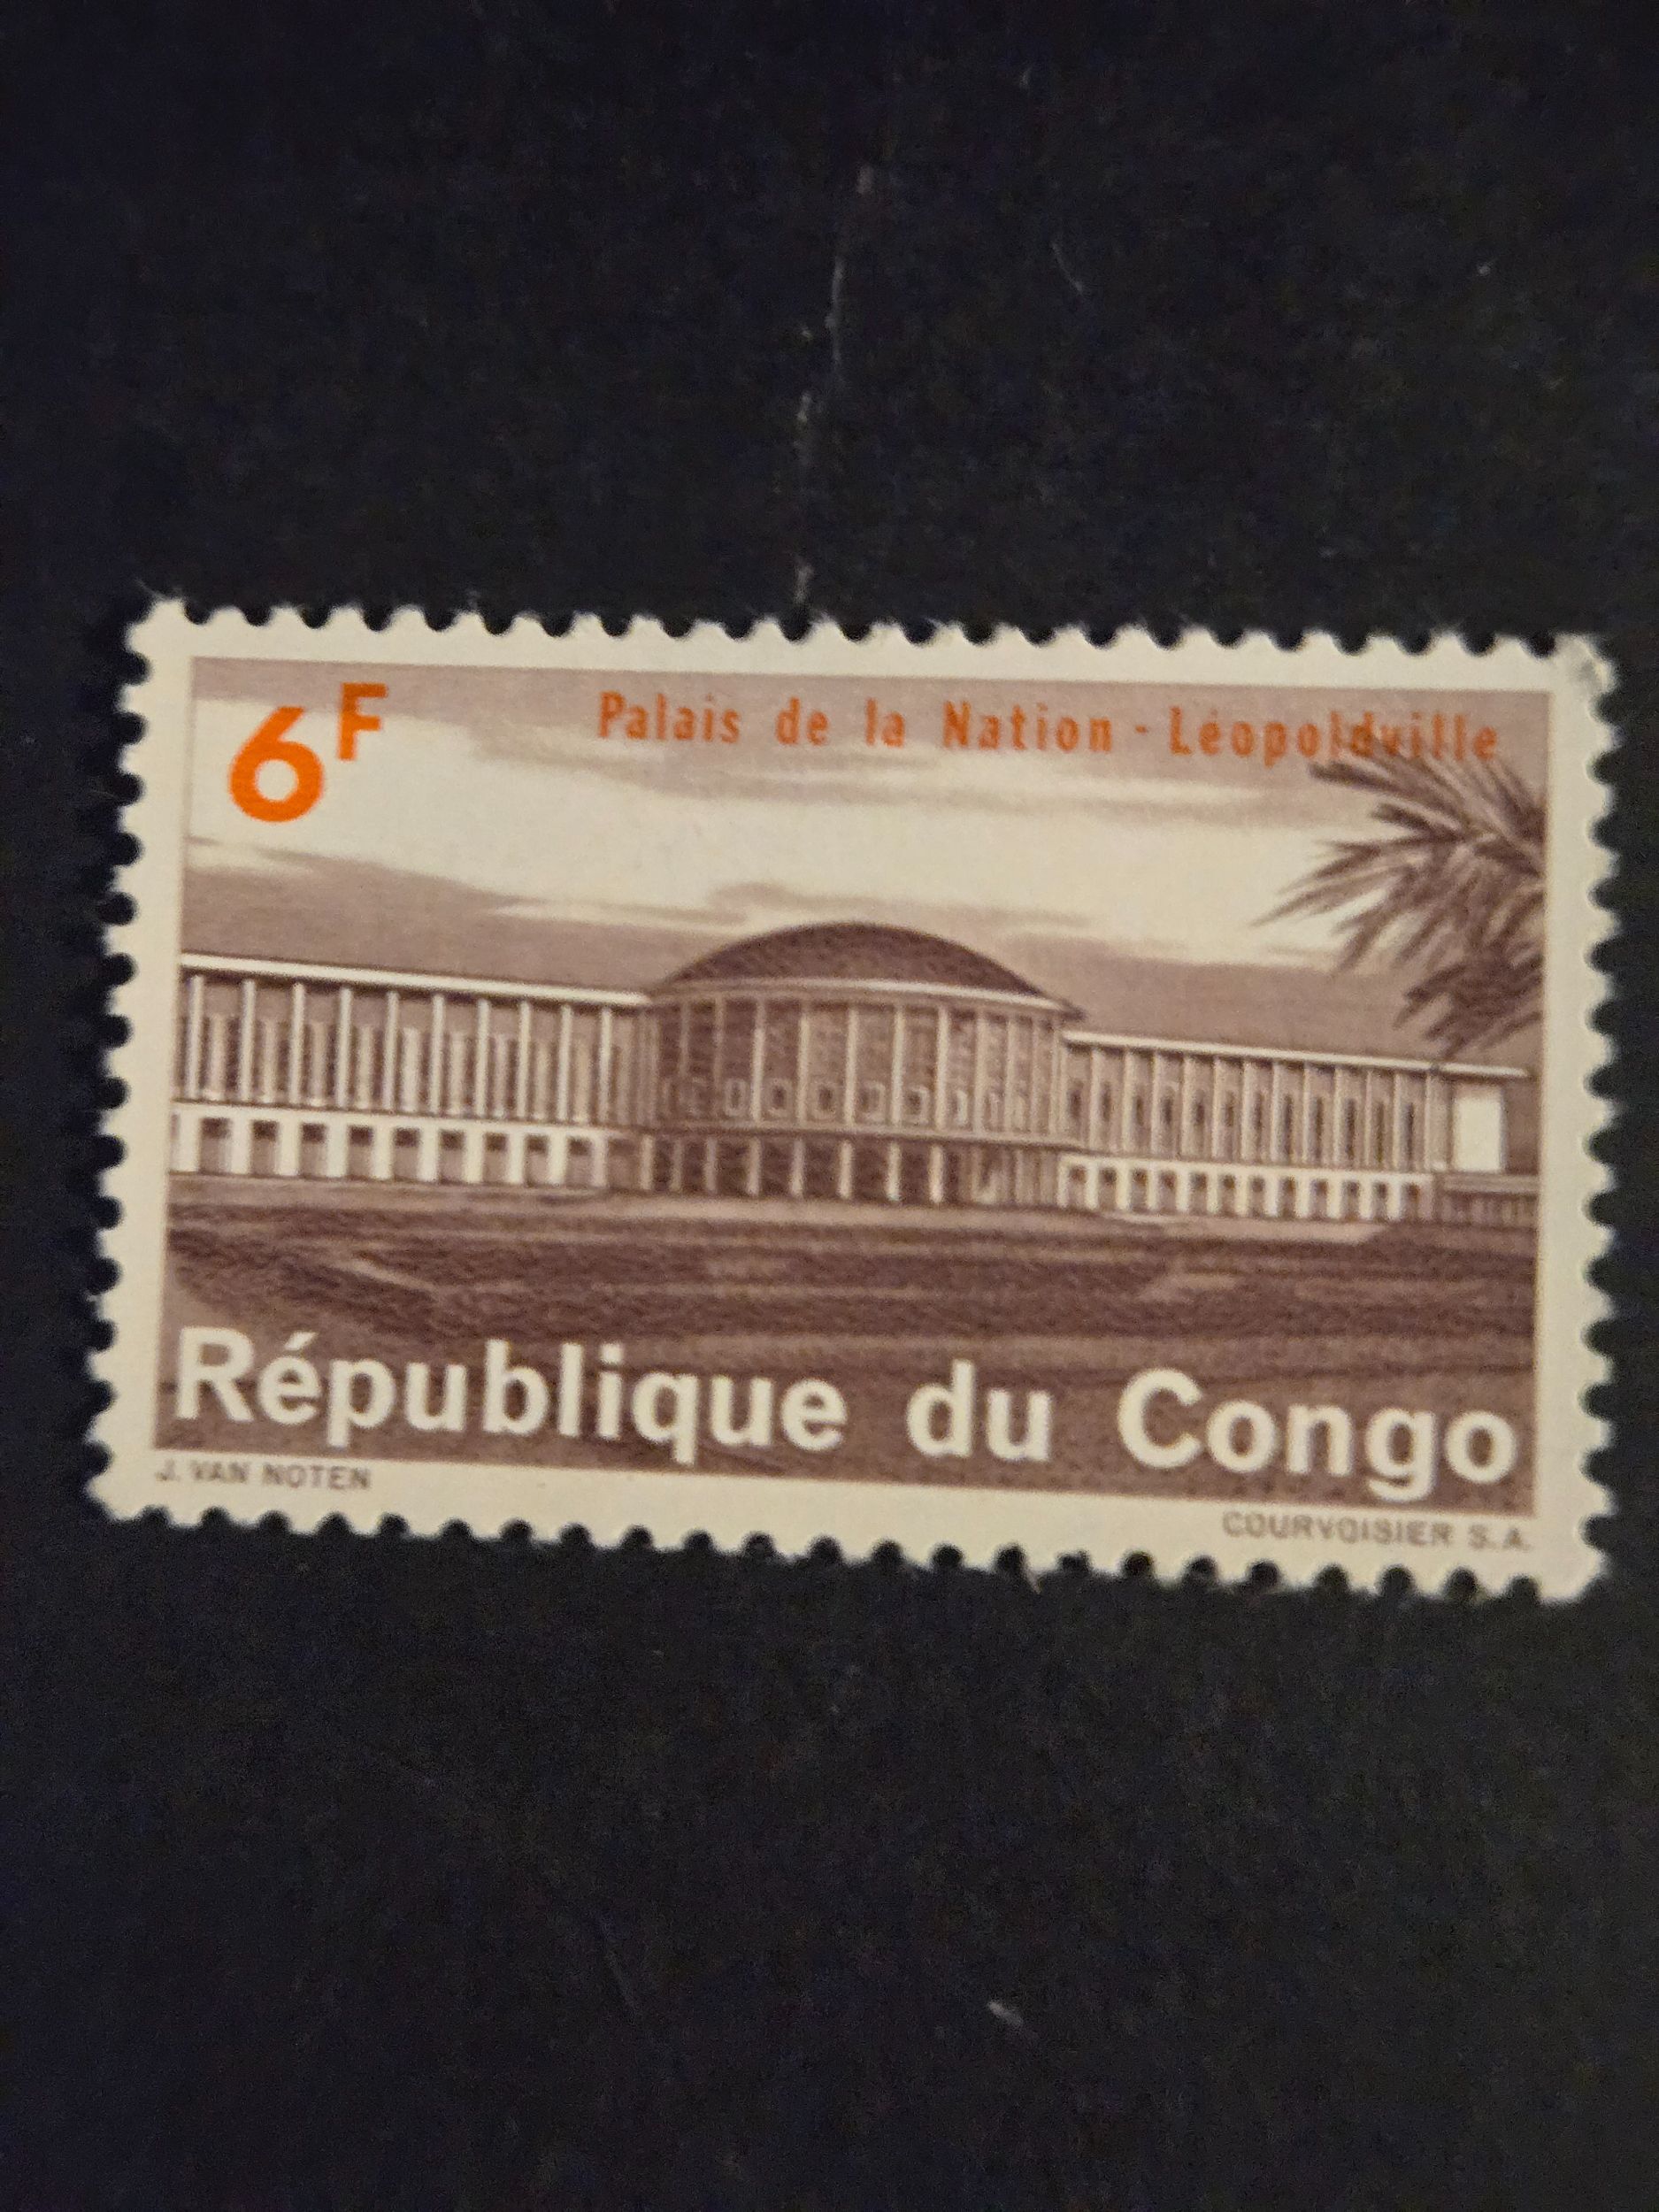 6F
Palais de la Nation - Léopoldville
République du Congo
J. VAN NOTEN
COURVOISIER S.A.